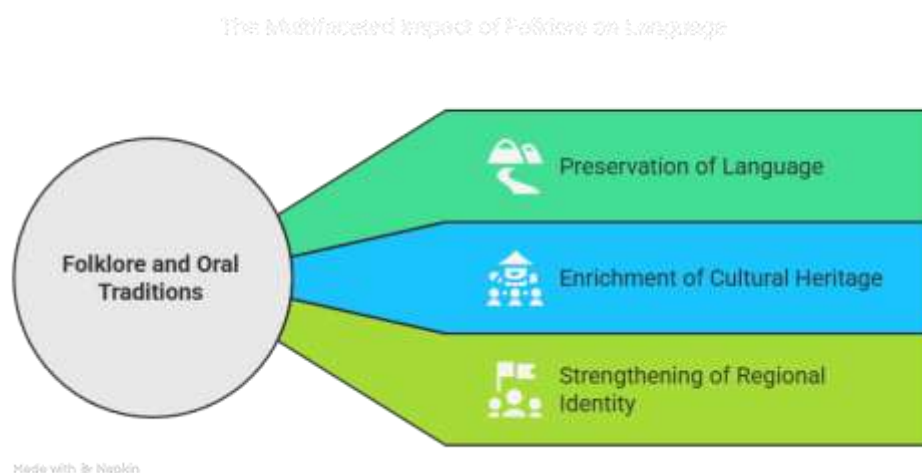 The Multifaceted Impact of Folklore on Language
Preservation of Language
Folklore and Oral
Traditions
Enrichment of Cultural Heritage
Strengthening of Regional
Identity
Made with Napkin